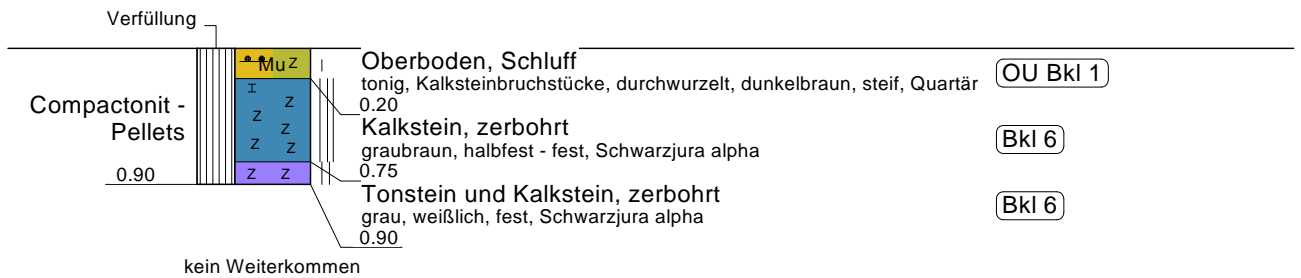 Verfüllung
Mu Z
Oberboden, Schluff
tonig, Kalksteinbruchstücke, durchwurzelt, dunkelbraun, steif, Quartär
OU Bkl 1
0.20
Compactonit -
Pellets
Z
Z
Z
Z
Z
Kalkstein, zerbohrt
graubraun, halbfest - fest, Schwarzjura alpha
Bkl 6
0.75
0.90
Z Z
Tonstein und Kalkstein, zerbohrt
grau, weißlich, fest, Schwarzjura alpha
Bkl 6
0.90
kein Weiterkommen